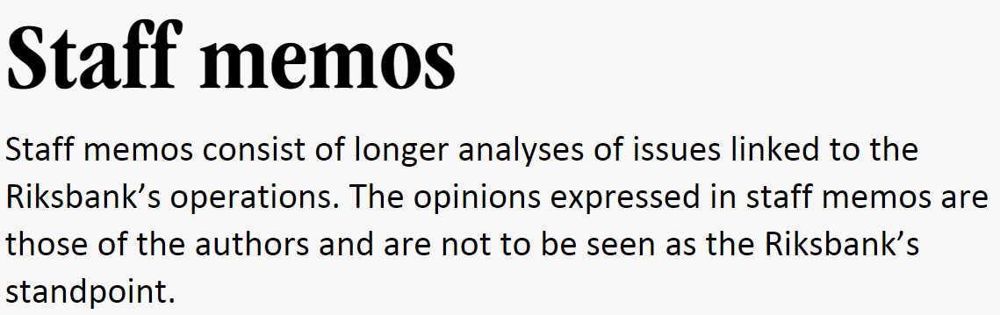 Staff memos
Staff memos consist of longer analyses of issues linked to the
Riksbank’s operations. The opinions expressed in staff memos are
those of the authors and are not to be seen as the Riksbank’s
standpoint.